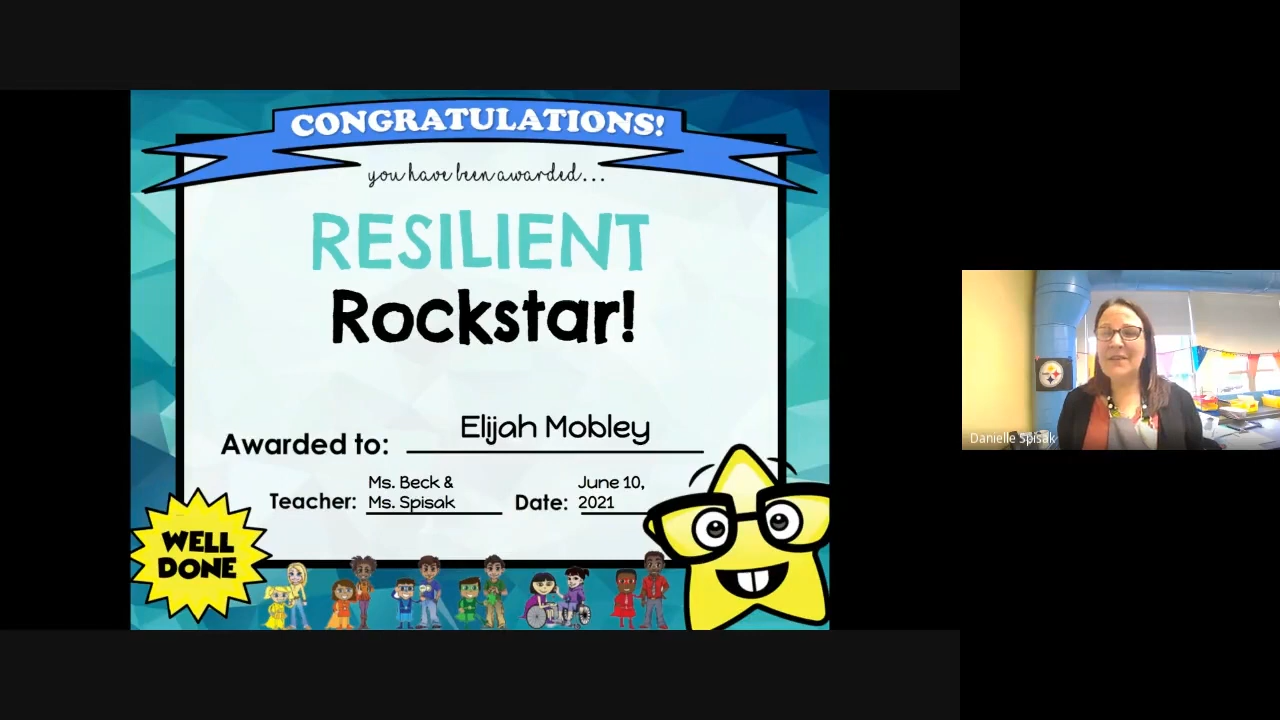 CONGRATULATIONS!
you have been awarded...
RESILIENT
Rockstar!
Awarded to: Elijah Mobley
Teacher: Ms. Beck &
Ms. Spisak
Date: June 10,
2021
WELL
DONE
Danielle Spisak